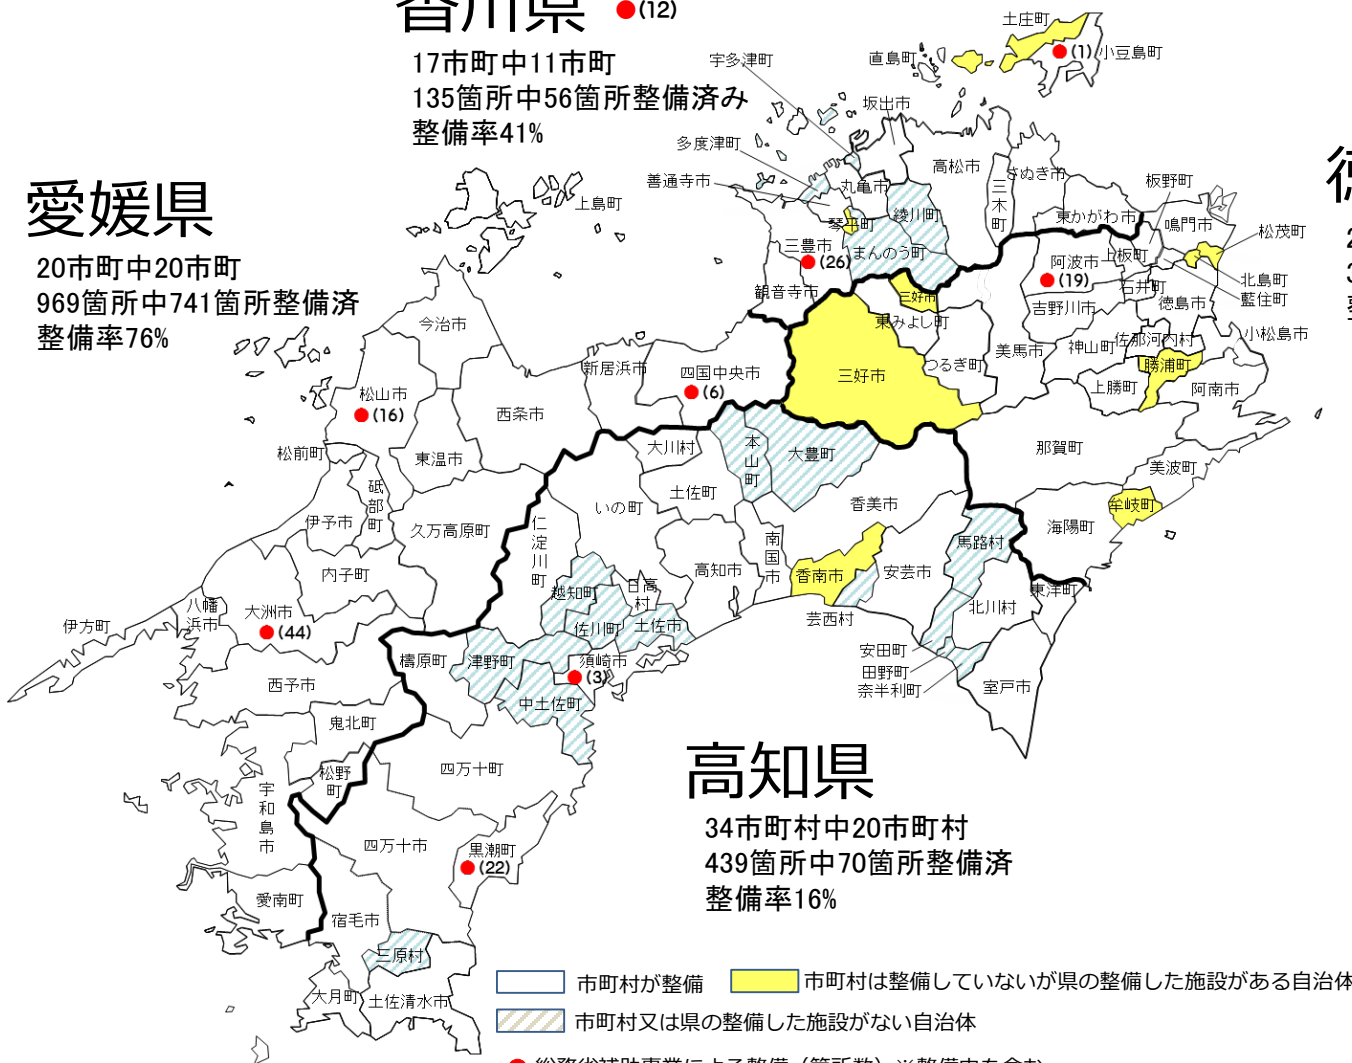 香川県 (12)
17市町中11市町
135箇所中56箇所整備済み
整備率41%
土庄町
(1) 小豆島町
直島町
宇多津町
坂出市
多度津町
善通寺市
丸亀市
高松市
三木町
さぬき市
東かがわ市
綾川町
琴平町
まんのう町
三豊市
(26)
観音寺市
愛媛県
20市町中20市町
969箇所中741箇所整備済
整備率76%
上島町
今治市
新居浜市
四国中央市
(6)
西条市
松山市
(16)
松前町
東温市
砥部町
伊予市
久万高原町
内子町
八幡浜市
大洲市
(44)
伊方町
西予市
鬼北町
松野町
宇和島市
愛南町
板野町
鳴門市
松茂町
北島町
藍住町
上板町
阿波市
(19)
石井町
徳島市
吉野川市
小松島市
佐那河内村
神山町
勝浦町
上勝町
阿南市
美馬市
つるぎ町
東みよし町
三好市
三好市
那賀町
美波町
牟岐町
海陽町
大川村
本山町
大豊町
土佐町
いの町
仁淀川町
香美市
南国市
高知市
香南市
安芸市
芸西村
馬路村
東洋町
北川村
安田町
田野町
奈半利町
室戸市
越知町
日高村
佐川町
土佐市
須崎市
(3)
津野町
檮原町
中土佐町
四万十町
四万十市
黒潮町
(22)
宿毛市
三原村
大月町
土佐清水市
高知県
34市町村中20市町村
439箇所中70箇所整備済
整備率16%
市町村が整備
市町村は整備していないが県の整備した施設がある自治体
市町村又は県の整備した施設がない自治体